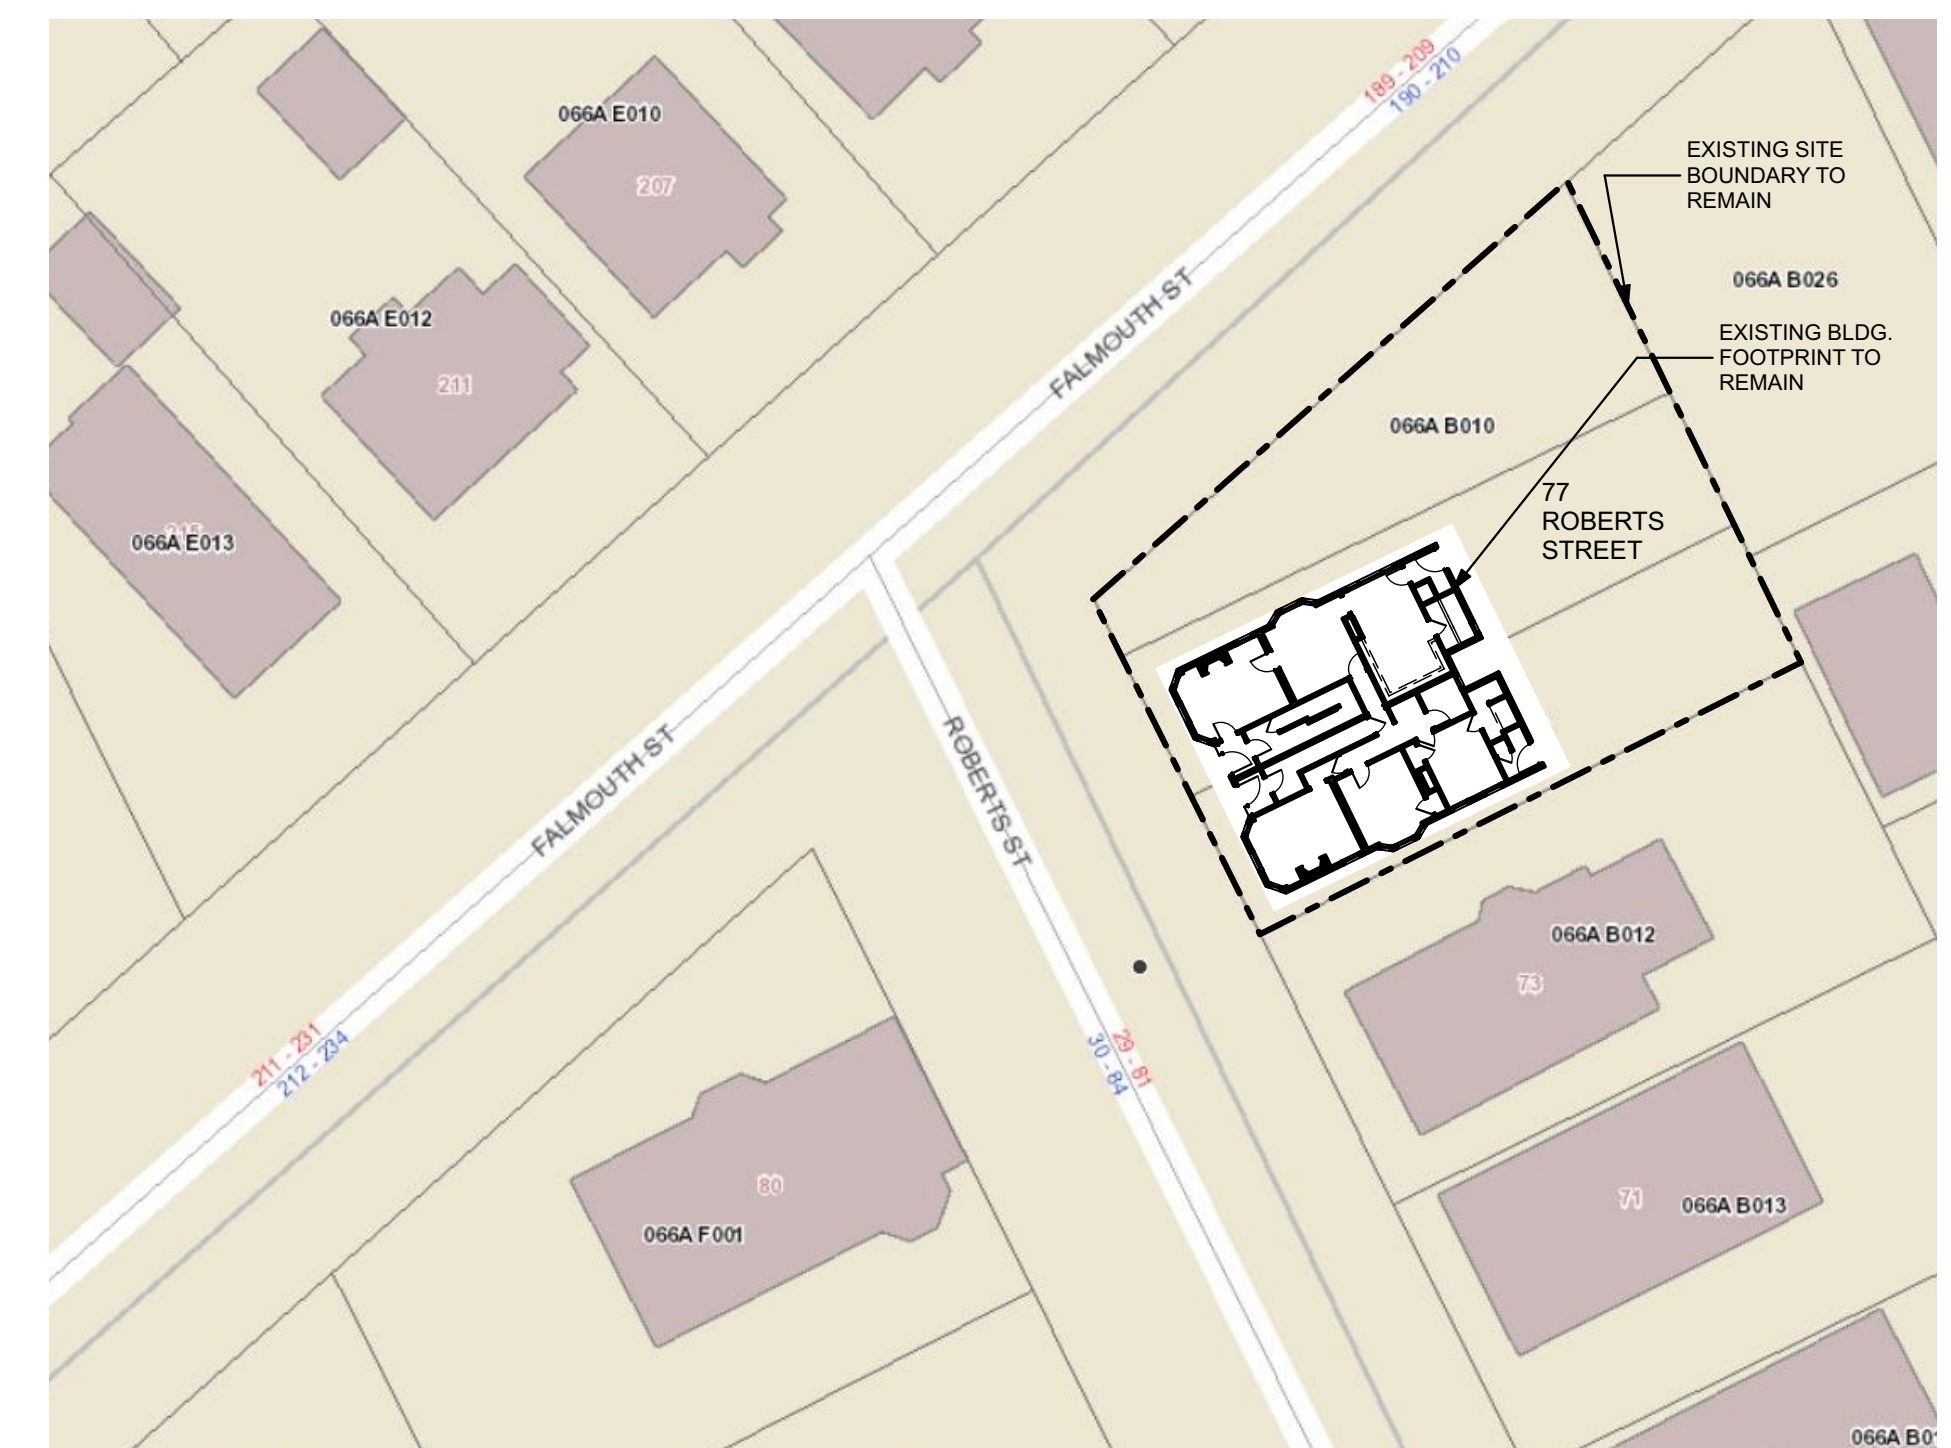 189 - 209
190 - 210
066A E010
207
EXISTING SITE
BOUNDARY TO
REMAIN
066A B026
066A E012
211
FALMOUTH ST
EXISTING BLDG.
FOOTPRINT TO
REMAIN
066A B010
77
ROBERTS
STREET
215
066A E013
FALMOUTH ST
ROBERTS ST
066A B012
73
211 - 231
212 - 234
29 - 81
30 - 84
80
066A F001
71
066A B013